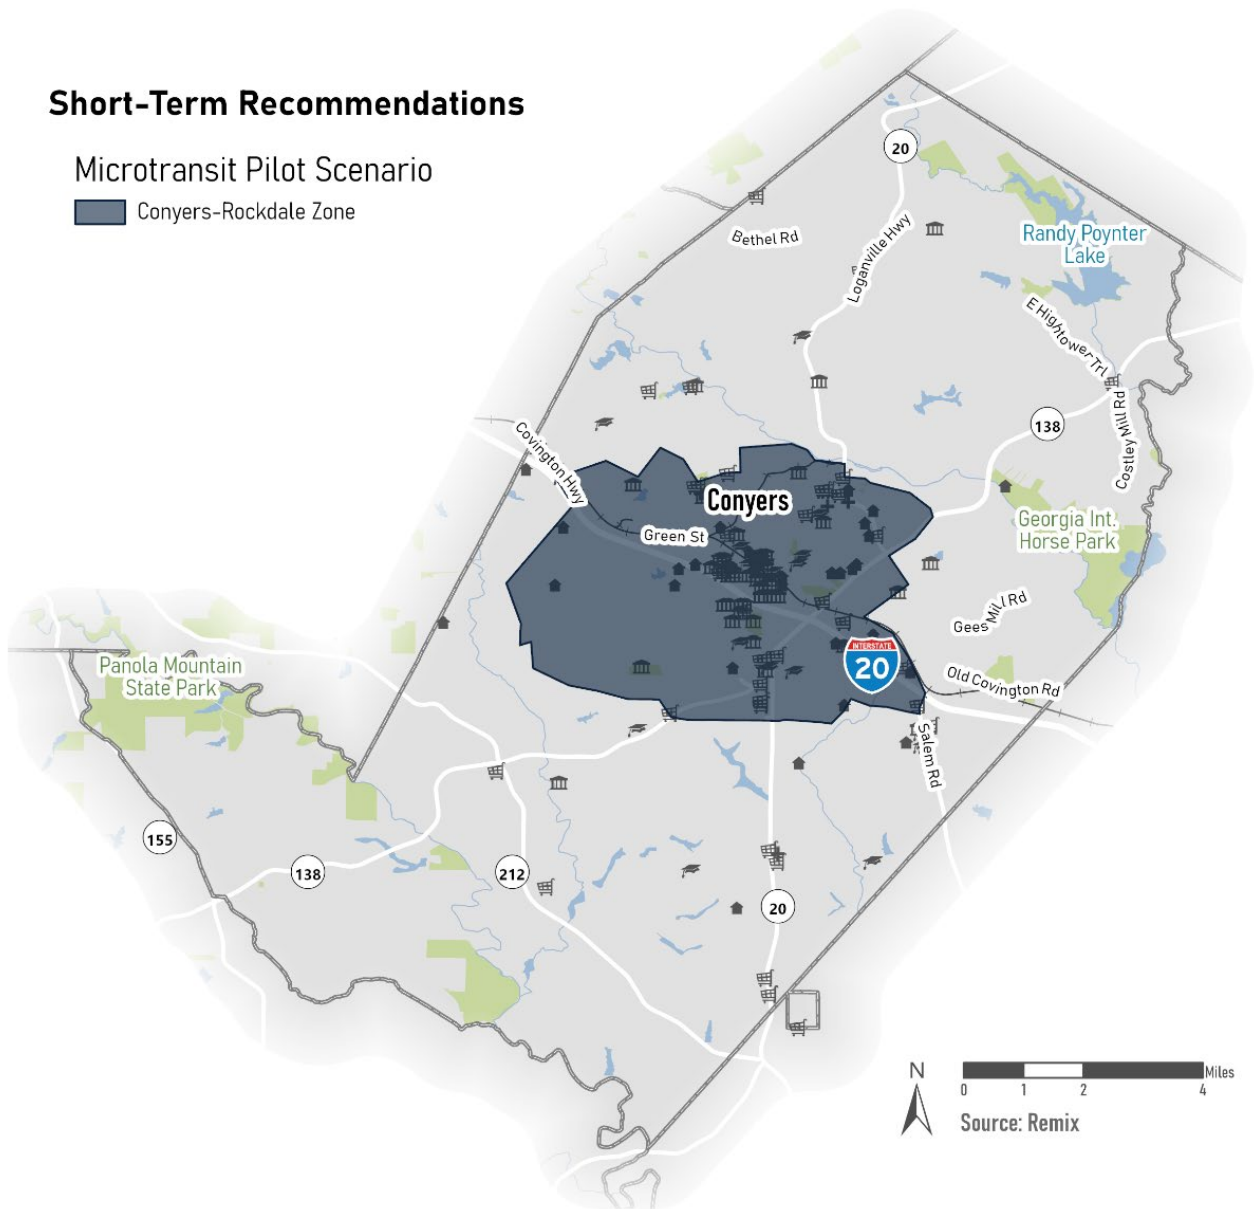 Short-Term Recommendations
Microtransit Pilot Scenario
Conyers-Rockdale Zone
20
Bethel Rd
Loganville Hwy
Randy Poynter
Lake
E Hightower Trl
138
Costley Mill Rd
Covington Hwy
Conyers
Green St
Georgia Int.
Horse Park
Gees Mill Rd
INTERSTATE
20
Old Covington Rd
Panola Mountain
State Park
Salem Rd
155
138
212
20
N
Miles
0 1 2 4
Source: Remix